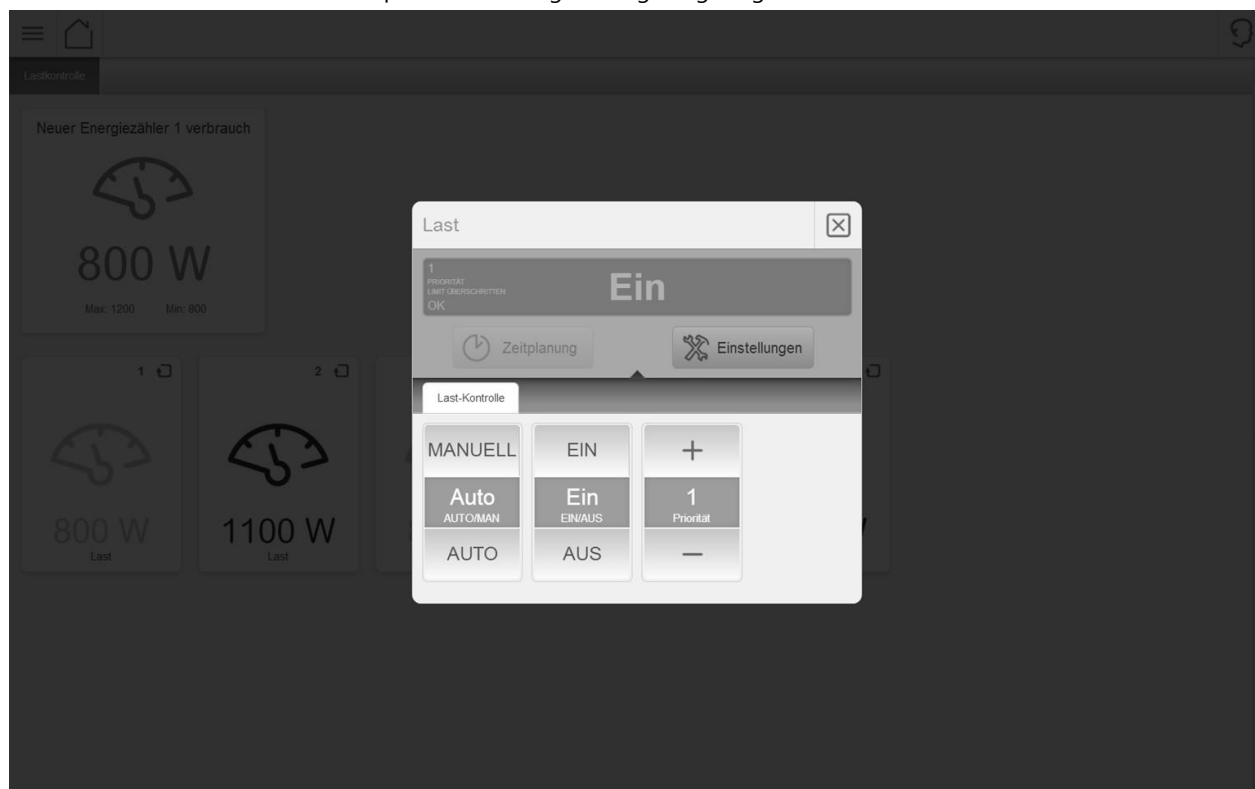 Lastkontrolle
Neuer Energiezähler 1 verbrauch
800 W
Max: 1200 Min: 800
1
2
800 W
Last
1100 W
Last
Last
1
PRIORITÄT
LIMIT ÜBERSCHRITTEN
OK
Ein
Zeitplanung
Einstellungen
Last-Kontrolle
MANUELL
EIN
+
Auto
AUTO/MAN
Ein
EIN/AUS
1
Priorität
AUTO
AUS
—